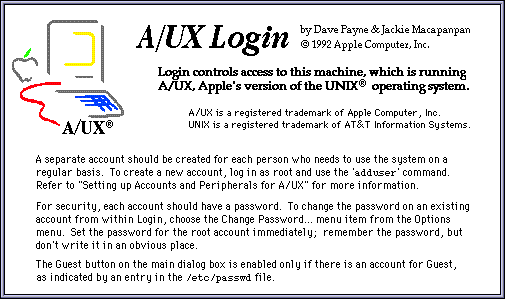 A/UX Login
by Dave Payne & Jackie Macapanpan
© 1992 Apple Computer, Inc.
Login controls access to this machine, which is running
A/UX, Apple's version of the UNIX® operating system.
A/UX®
A/UX is a registered trademark of Apple Computer, Inc.
UNIX is a registered trademark of AT&T Information Systems.
A separate account should be created for each person who needs to use the system on a
regular basis. To create a new account, log in as root and use the 'adduser' command.
Refer to "Setting up Accounts and Peripherals for A/UX" for more information.
For security, each account should have a password. To change the password on an existing
account from within Login, choose the Change Password... menu item from the Options
menu. Set the password for the root account immediately; remember the password, but
don't write it in an obvious place.
The Guest button on the main dialog box is enabled only if there is an account for Guest,
as indicated by an entry in the /etc/passwd file.